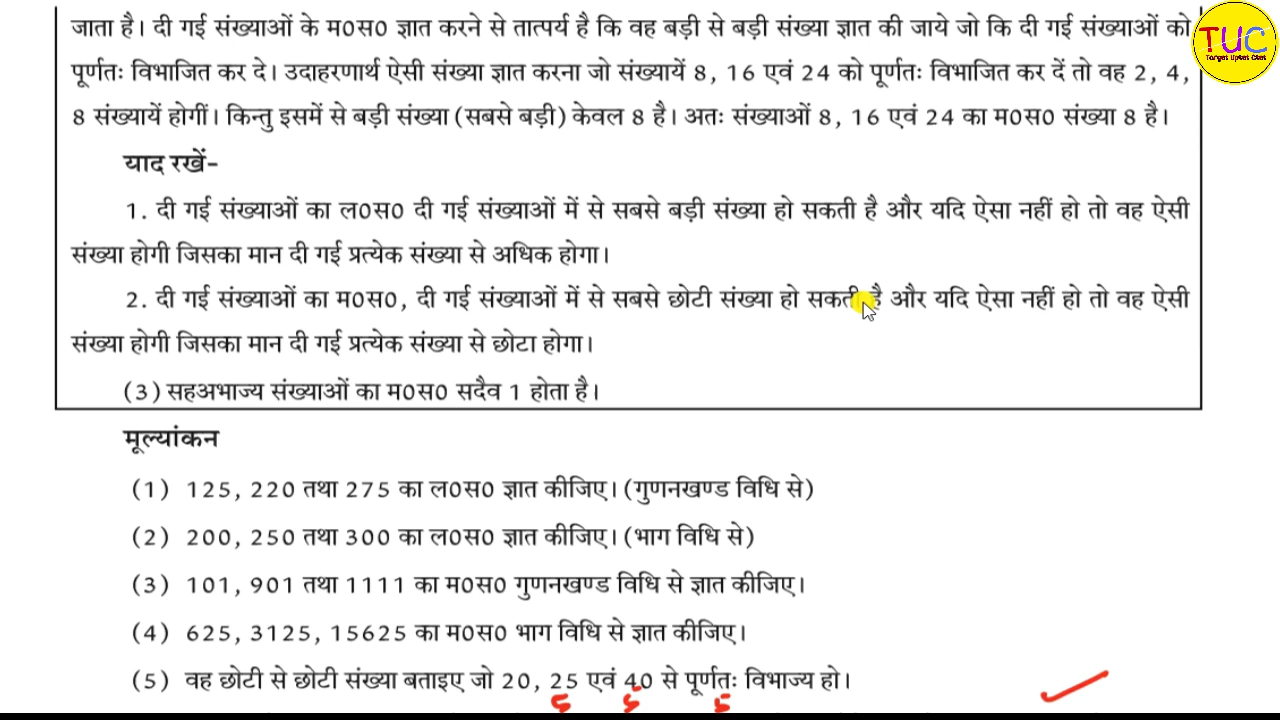 जाता है। दी गई संख्याओं के म0स0 ज्ञात करने से तात्पर्य है कि वह बड़ी से बड़ी संख्या ज्ञात की जाये जो कि दी गई संख्याओं को
TUC
Target Uptet Ctet
पूर्णतः विभाजित कर दे। उदाहरणार्थ ऐसी संख्या ज्ञात करना जो संख्यायें 8, 16 एवं 24 को पूर्णतः विभाजित कर दें तो वह 2, 4,
8 संख्यायें होगीं। किन्तु इसमें से बड़ी संख्या (सबसे बड़ी) केवल 8 है। अतः संख्याओं 8, 16 एवं 24 का म0स0 संख्या 8 है।
याद रखें-
1. दी गई संख्याओं का ल0स0 दी गई संख्याओं में से सबसे बड़ी संख्या हो सकती है और यदि ऐसा नहीं हो तो वह ऐसी
संख्या होगी जिसका मान दी गई प्रत्येक संख्या से अधिक होगा।
2. दी गई संख्याओं का म0स0, दी गई संख्याओं में से सबसे छोटी संख्या हो सकती है और यदि ऐसा नहीं हो तो वह ऐसी
संख्या होगी जिसका मान दी गई प्रत्येक संख्या से छोटा होगा।
(3) सहअभाज्य संख्याओं का म0स0 सदैव 1 होता है।
मूल्यांकन
(1) 125, 220 तथा 275 का ल0स0 ज्ञात कीजिए। (गुणनखण्ड विधि से)
(2) 200, 250 तथा 300 का ल0स0 ज्ञात कीजिए। (भाग विधि से)
(3) 101, 901 तथा 1111 का म0स0 गुणनखण्ड विधि से ज्ञात कीजिए।
(4) 625, 3125, 15625 का म0स0 भाग विधि से ज्ञात कीजिए।
(5) वह छोटी से छोटी संख्या बताइए जो 20, 25 एवं 40 से पूर्णतः विभाज्य हो।